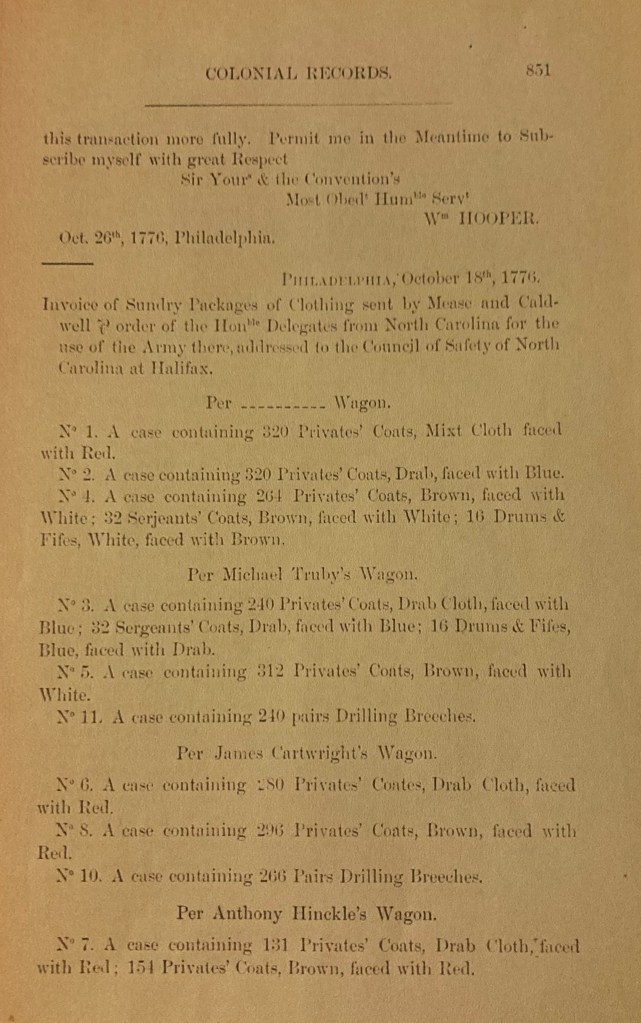 COLONIAL RECORDS. 851
this transaction more fully. Permit me in the Meantime to Sub-
scribe myself with great Respect
Sir Yourˢ & the Convention's
Most Obedᵗ Humᵇˡᵉ Servᵗ
Wᵐ HOOPER.
Oct. 26ᵗʰ, 1776, Philadelphia.
PHILADELPHIA, October 18ᵗʰ, 1776.
Invoice of Sundry Packages of Clothing sent by Mease and Cald-
well ⅌ order of the Honᵇˡᵉ Delegates from North Carolina for the
use of the Army there, addressed to the Council of Safety of North
Carolina at Halifax.
Per __________ Wagon.
Nᵒ 1. A case containing 320 Privates' Coats, Mixt Cloth faced
with Red.
Nᵒ 2. A case containing 320 Privates' Coats, Drab, faced with Blue.
Nᵒ 4. A case containing 264 Privates' Coats, Brown, faced with
White; 32 Serjeants' Coats, Brown, faced with White; 16 Drums &
Fifes, White, faced with Brown.
Per Michael Truby's Wagon.
Nᵒ 3. A case containing 240 Privates' Coats, Drab Cloth, faced with
Blue; 32 Sergeants' Coats, Drab, faced with Blue; 16 Drums & Fifes,
Blue, faced with Drab.
Nᵒ 5. A case containing 312 Privates' Coats, Brown, faced with
White.
Nᵒ 11. A case containing 240 pairs Drilling Breeches.
Per James Cartwright's Wagon.
Nᵒ 6. A case containing 280 Privates' Coates, Drab Cloth, faced
with Red.
Nᵒ 8. A case containing 296 Privates' Coats, Brown, faced with
Red.
Nᵒ 10. A case containing 266 Pairs Drilling Breeches.
Per Anthony Hinckle's Wagon.
Nᵒ 7. A case containing 131 Privates' Coats, Drab Cloth, faced
with Red; 154 Privates' Coats, Brown, faced with Red.